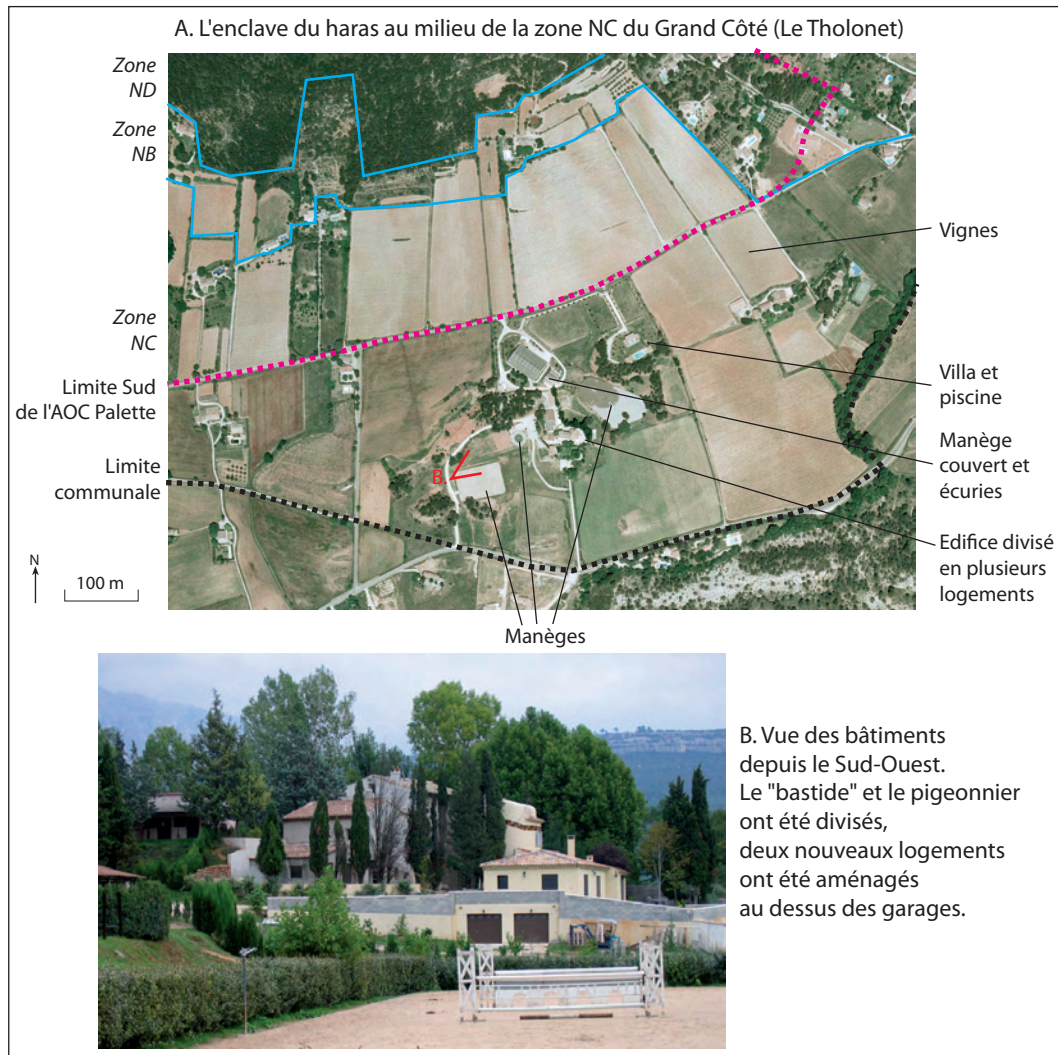 A. L'enclave du haras au milieu de la zone NC du Grand Côté (Le Tholonet)
Zone
ND
Zone
NB
Vignes
Zone
NC
Limite Sud
de l'AOC Palette
Villa et
piscine
Limite
communale
B.
Manège
couvert et
écuries
Edifice divisé
en plusieurs
logements
N
100 m
Manèges
B. Vue des bâtiments
depuis le Sud-Ouest.
Le "bastide" et le pigeonnier
ont été divisés,
deux nouveaux logements
ont été aménagés
au dessus des garages.